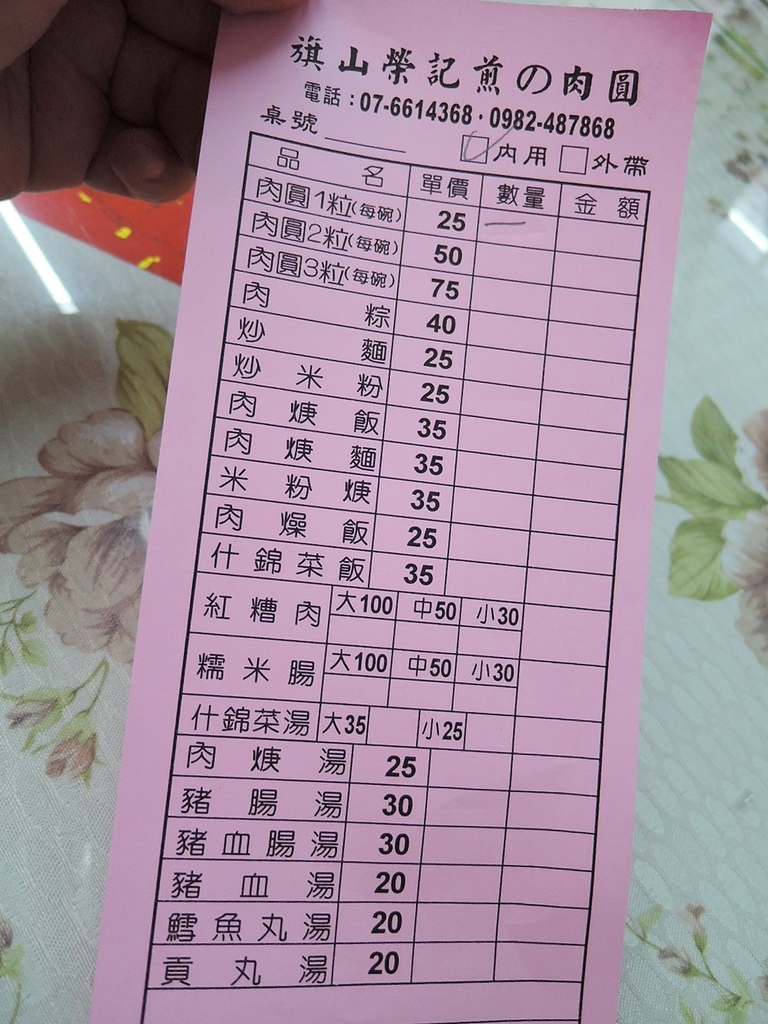 旗山榮記煎の肉圓
電話：07-6614368·0982-487868
桌號 □內用 □外帶
品名 單價 數量 金額
肉圓1粒(每碗) 25 一
肉圓2粒(每碗) 50
肉圓3粒(每碗) 75
肉粽 40
炒麵 25
炒米粉 25
肉焿飯 35
肉焿麵 35
米粉焿 35
肉燥飯 25
什錦菜飯 35
紅糟肉 大100 中50 小30
糯米腸 大100 中50 小30
什錦菜湯 大35 小25
肉焿湯 25
豬腸湯 30
豬血腸湯 30
豬血湯 20
鱈魚丸湯 20
貢丸湯 20